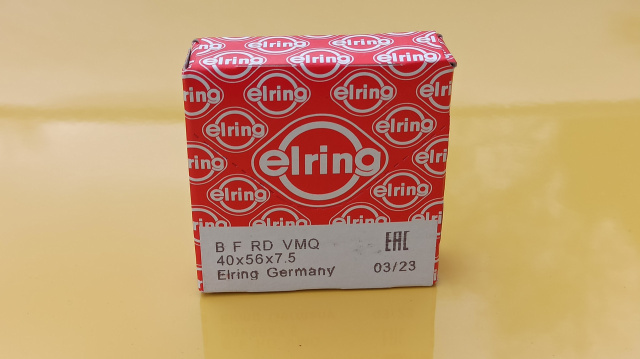 elring
B F RD VMQ
EAC
40x56x7.5
Elring Germany
03/23